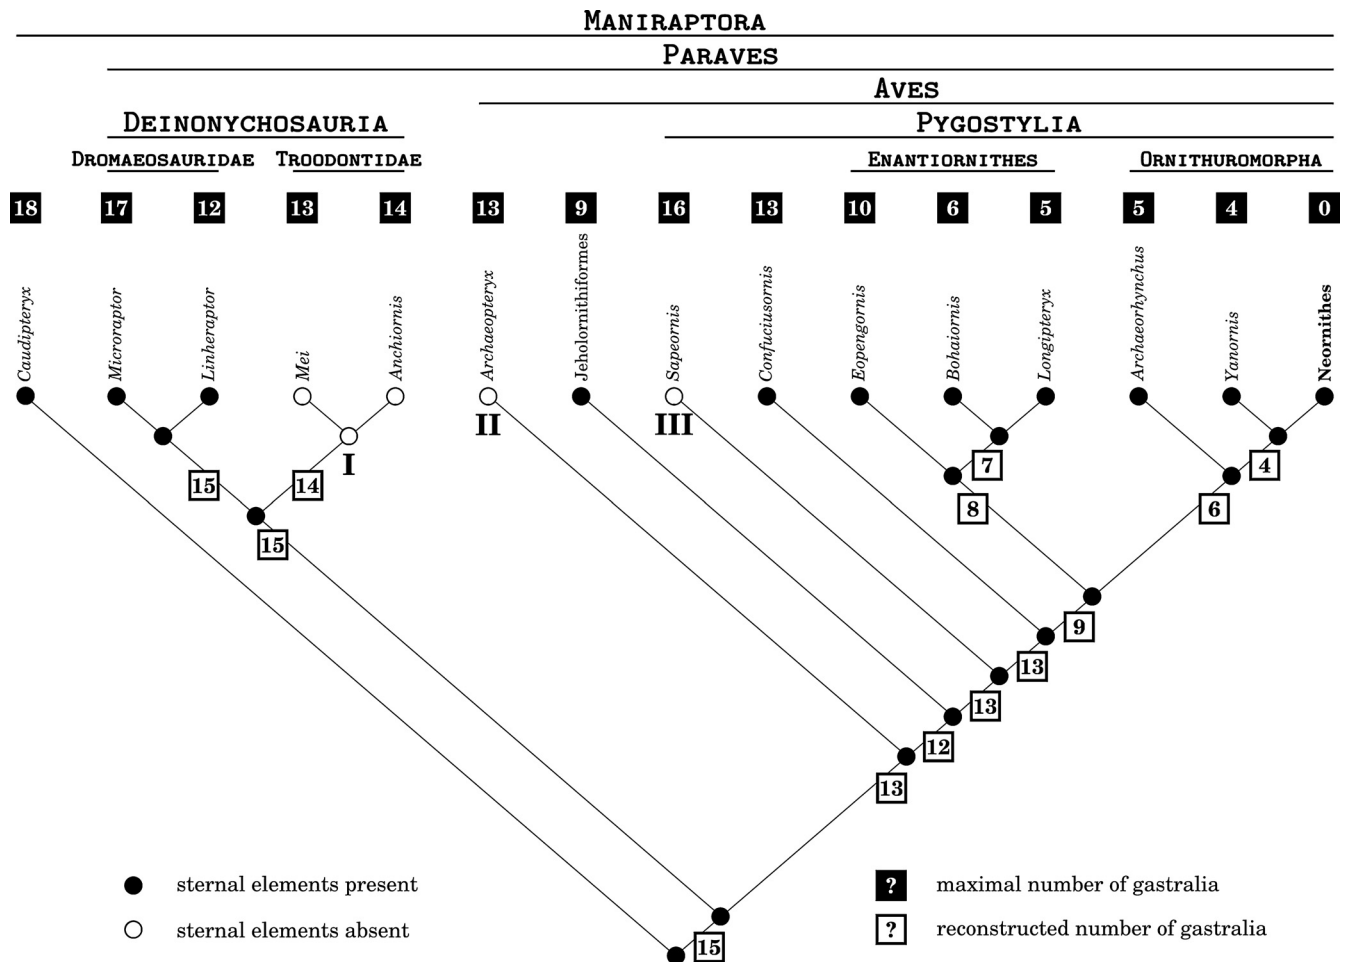 MANIRAPTORA
PARAVES
AVES
DEINONYCHOSAURIA PYGOSTYLIA
DROMAEOSAURIDAE TROODONTIDAE ENANTIORNITHES ORNITHUROMORPHA
18 17 12 13 14 13 9 16 13 10 6 5 5 4 0
Caudipteryx
Microraptor
Linheraptor
Mei
Anchiornis
Archaeopteryx
Jeholornithiformes
Sapeornis
Confuciusornis
Eopengornis
Bohaiornis
Longipteryx
Archaeorhynchus
Yanornis
Neornithes
II III
I 7 4
15 14 8 6
15
9
13
13
12
13
? maximal number of gastralia
sternal elements present
? reconstructed number of gastralia
sternal elements absent
15